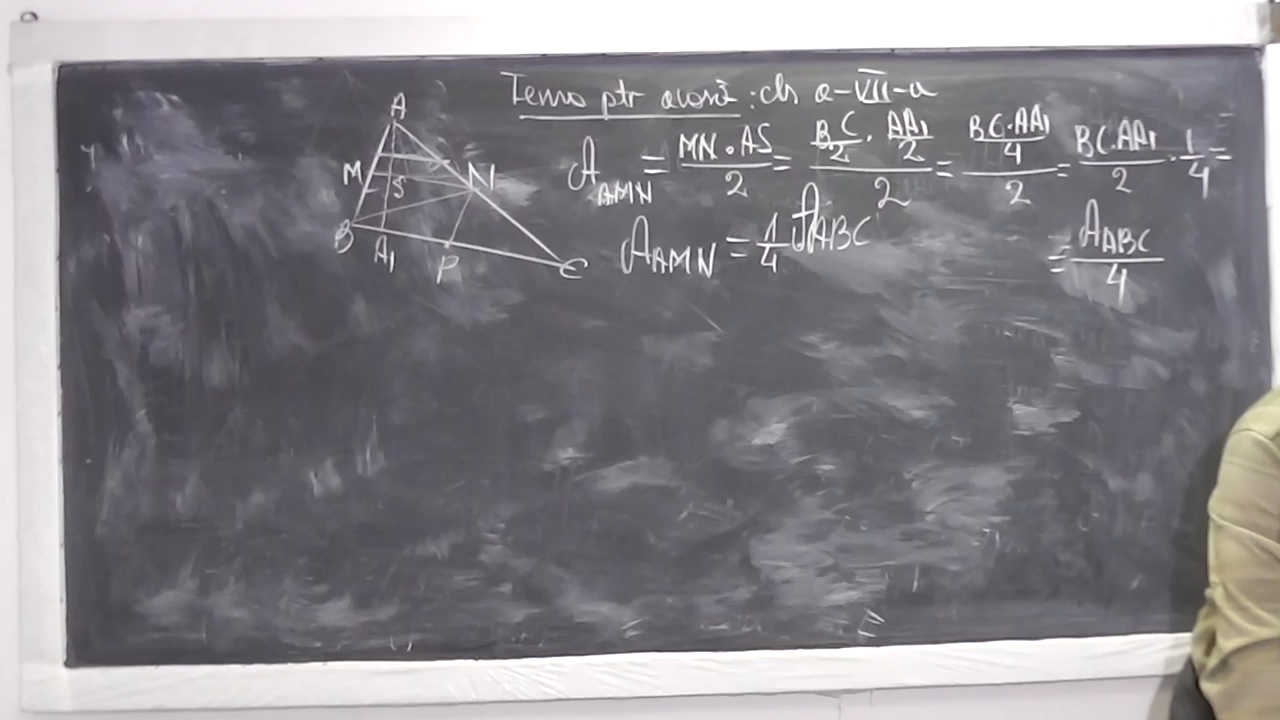 Tema ptr acasă: cls a-VII-a
A
M
S
N
B
A₁
P
C
A_AMN = MN·AS/2 = (BC/2 · AA₁/2)/2 = (BC·AA₁/4)/2 = BC·AA₁/2 · 1/4 =
= A_ABC/4
A_AMN = 1/4 A_ABC